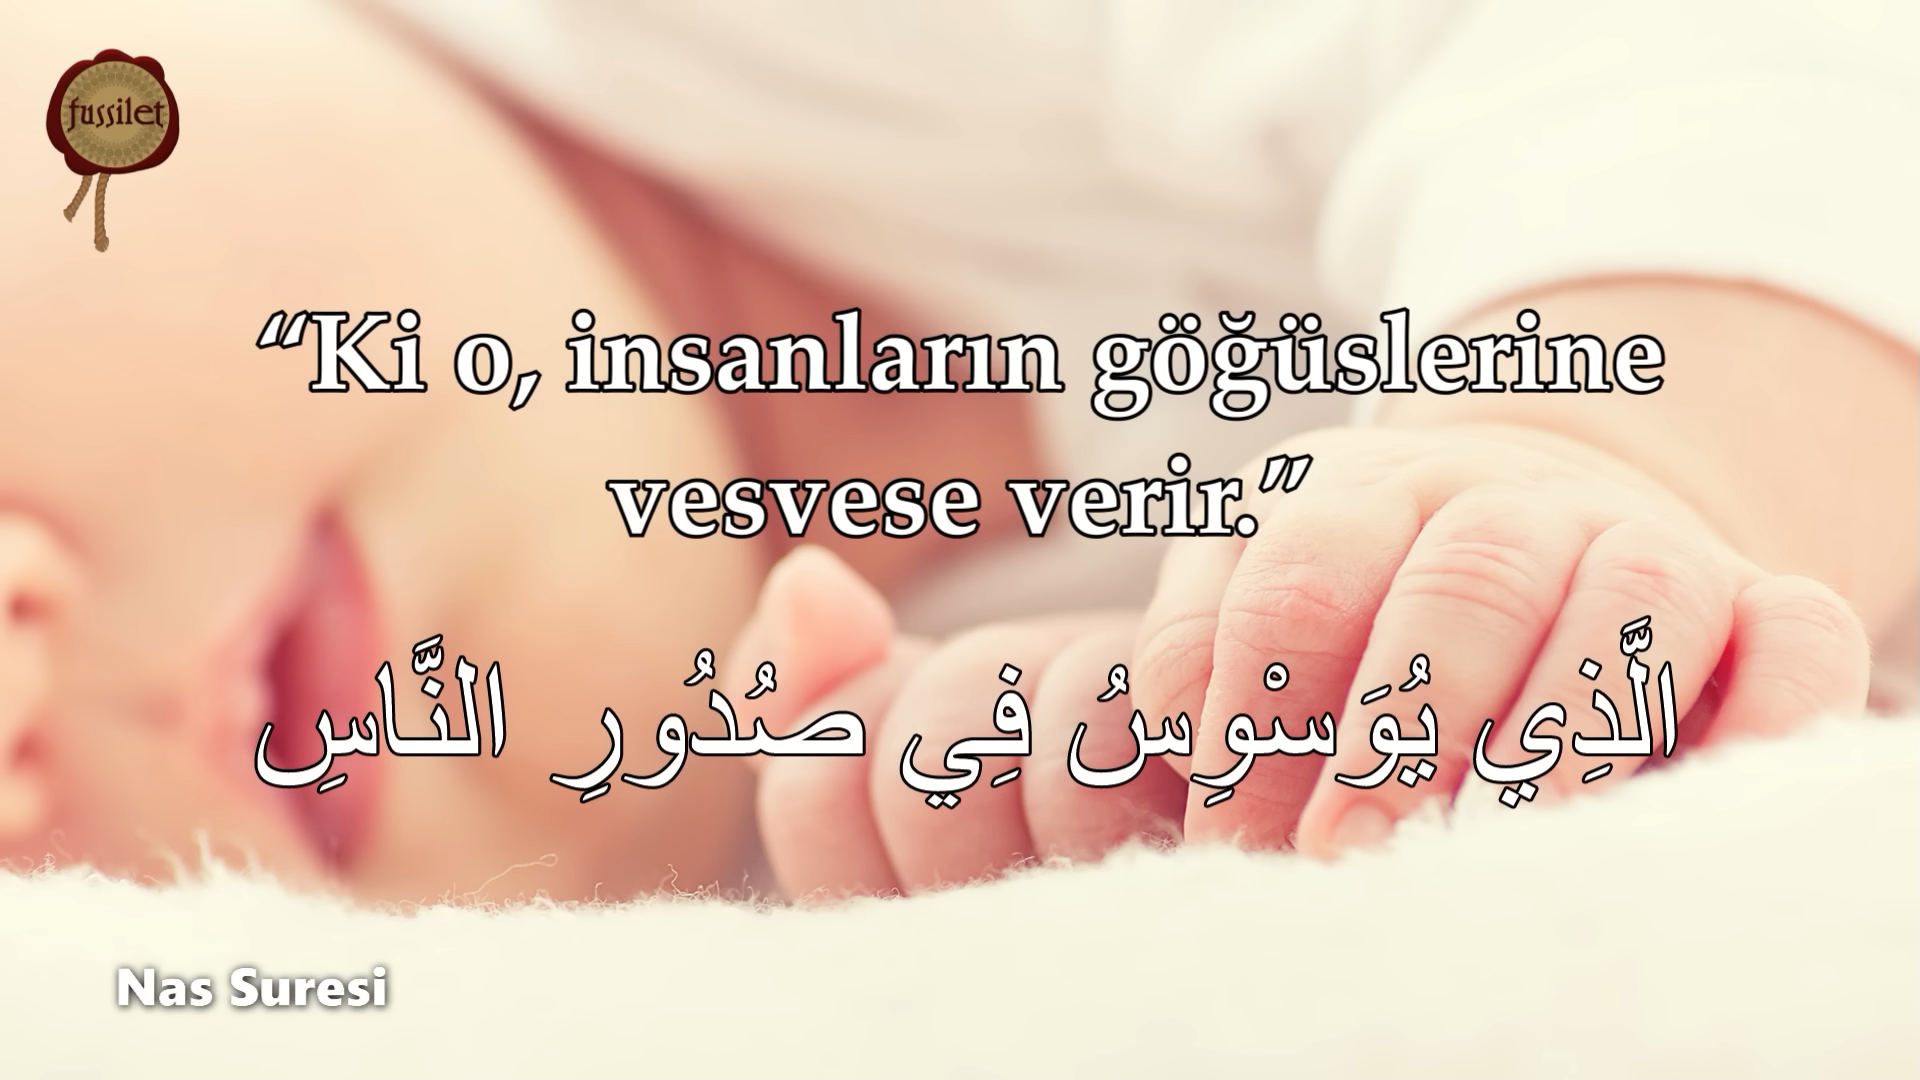 fussilet
“Ki o, insanların göğüslerine
vesvese verir.”
الَّذِي يُوَسْوِسُ فِي صُدُورِ النَّاسِ
Nas Suresi